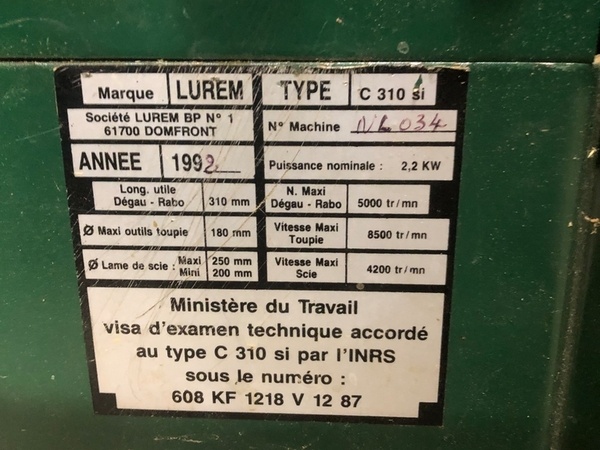 Marque LUREM TYPE C 310 si
Société LUREM BP N° 1
61700 DOMFRONT
N° Machine NL 034
ANNEE 1992
Puissance nominale : 2,2 KW
Long. utile
Dégau - Rabo 310 mm
N. Maxi
Dégau - Rabo 5000 tr/mn
Ø Maxi outils toupie 180 mm
Vitesse Maxi
Toupie 8500 tr/mn
Ø Lame de scie : Maxi 250 mm
Mini 200 mm
Vitesse Maxi
Scie 4200 tr/mn
Ministère du Travail
visa d'examen technique accordé
au type C 310 si par l'INRS
sous le numéro :
608 KF 1218 V 12 87